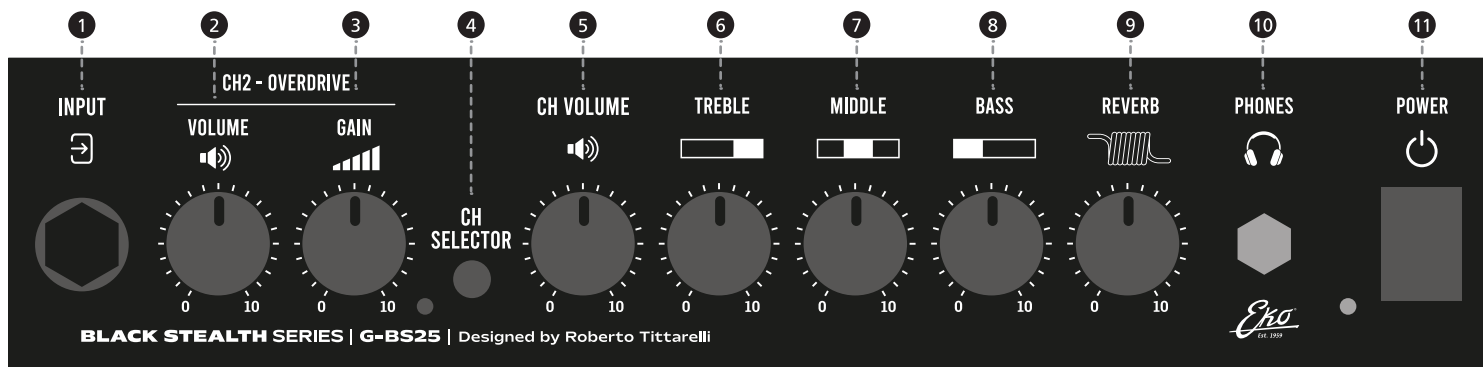 1 2 3 4 5 6 7 8 9 10 11
CH2 - OVERDRIVE
INPUT
VOLUME
GAIN
CH
SELECTOR
CH VOLUME
TREBLE
MIDDLE
BASS
REVERB
PHONES
POWER
0 10 0 10 0 10 0 10 0 10 0 10 0 10
BLACK STEALTH SERIES | G-BS25 | Designed by Roberto Tittarelli
Eko
Est. 1959